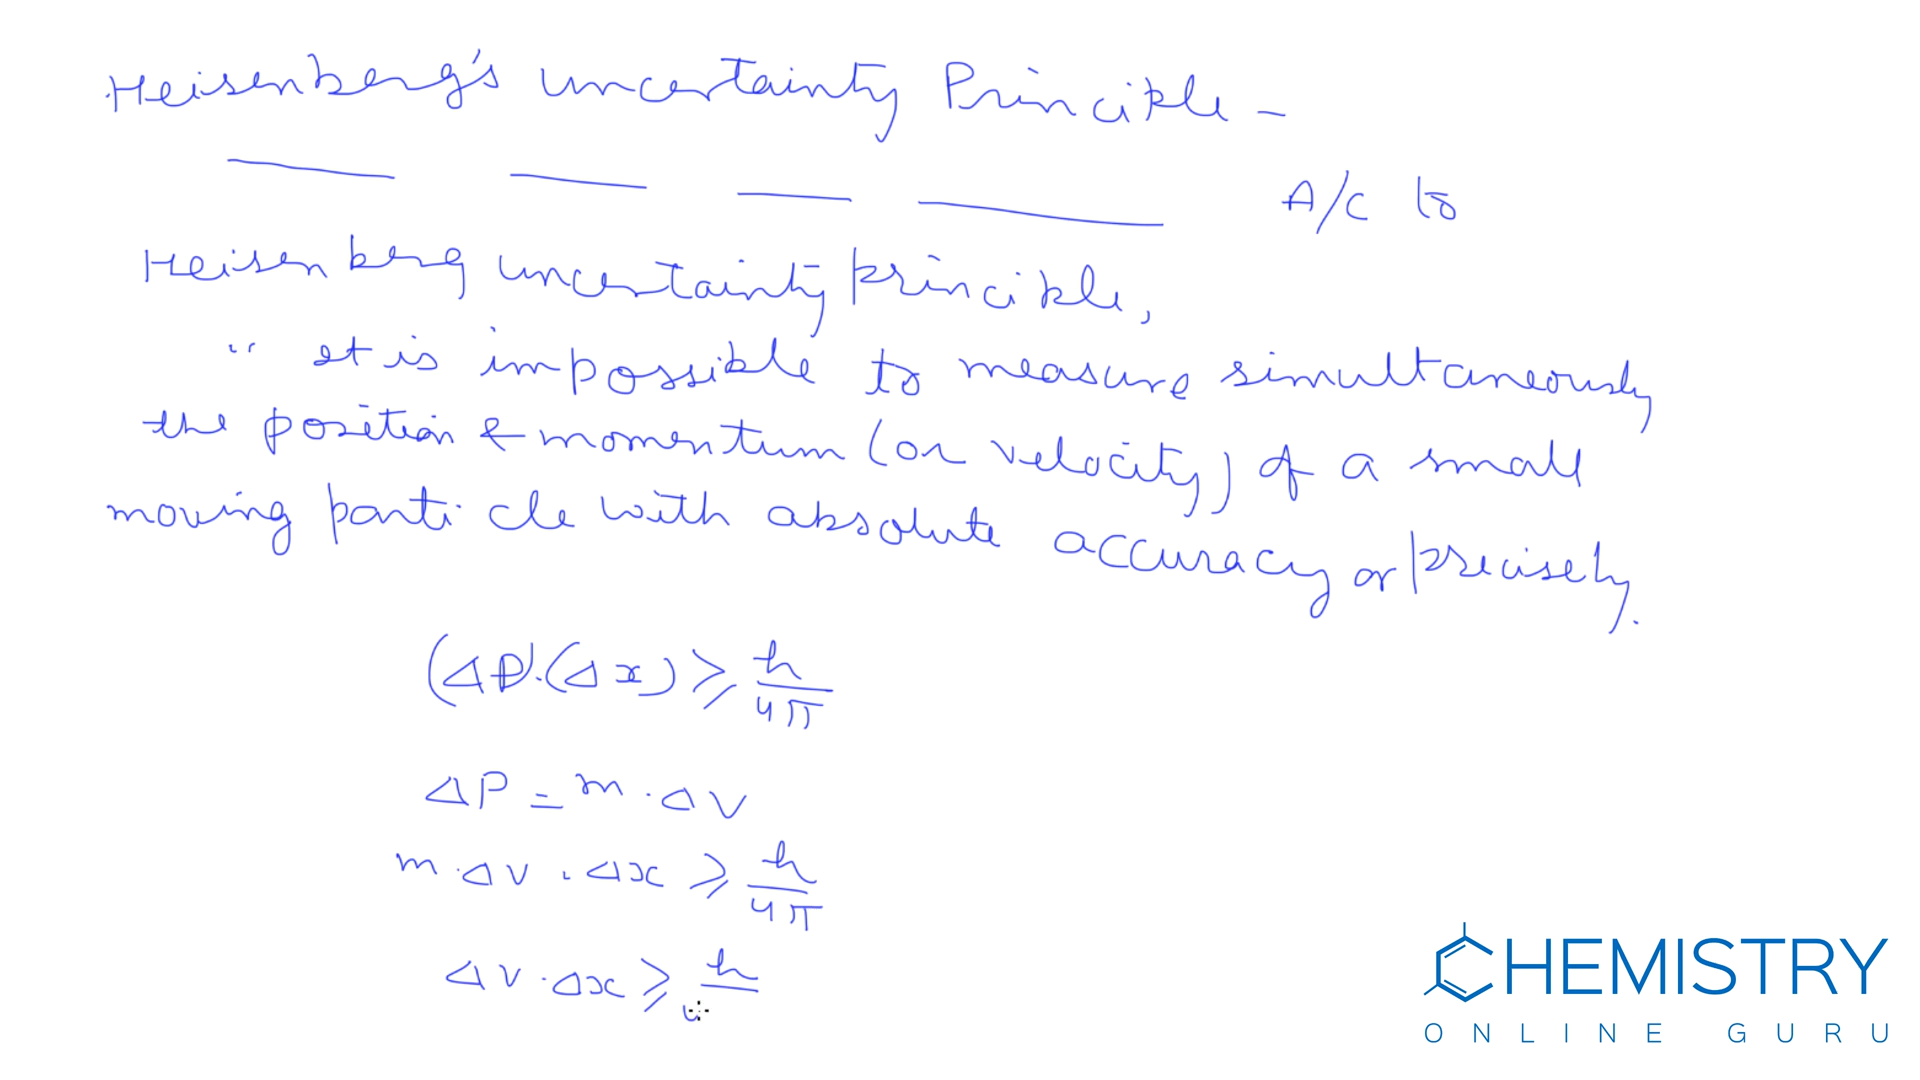 Heisenberg's uncertainty Principle -
A/C to
Heisenberg uncertainty principle,
" It is impossible to measure simultaneously
the position & momentum (or velocity) of a small
moving particle with absolute accuracy or precisely.
(ΔP).(Δx) ≥ h/4π
ΔP = m . ΔV
m . ΔV . Δx ≥ h/4π
ΔV . Δx ≥ h/
CHEMISTRY
ONLINE GURU